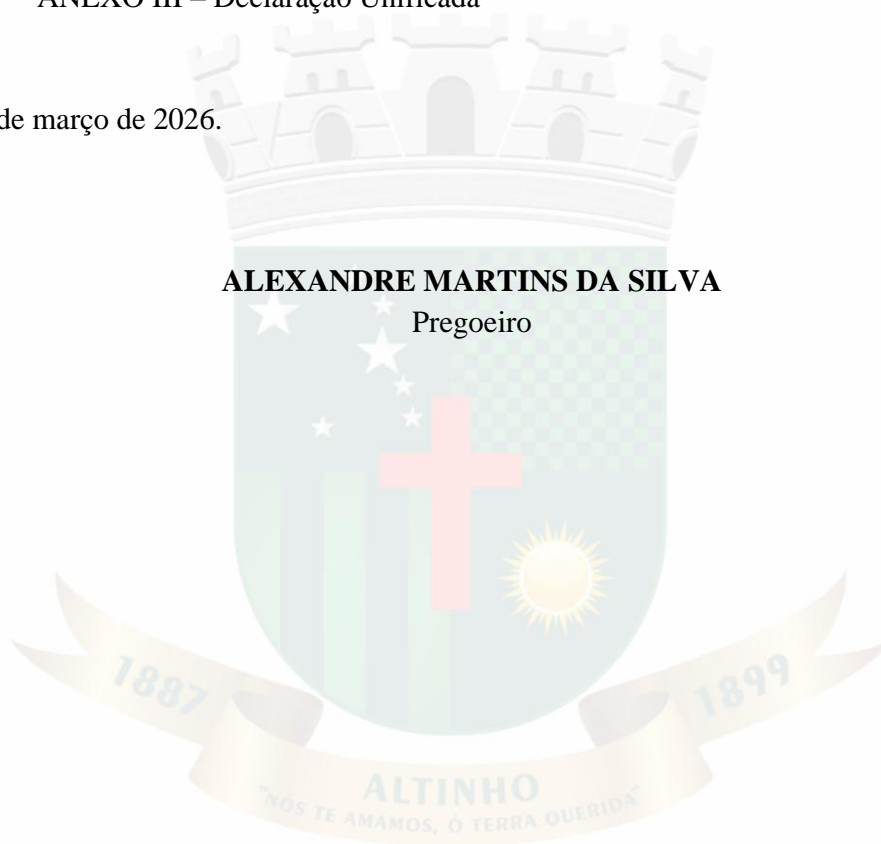 ANEXO III – Declaração Unificada
de março de 2026.
ALEXANDRE MARTINS DA SILVA
Pregoeiro
1887
1899
ALTINHO
"NÓS TE AMAMOS, Ó TERRA QUERIDA"